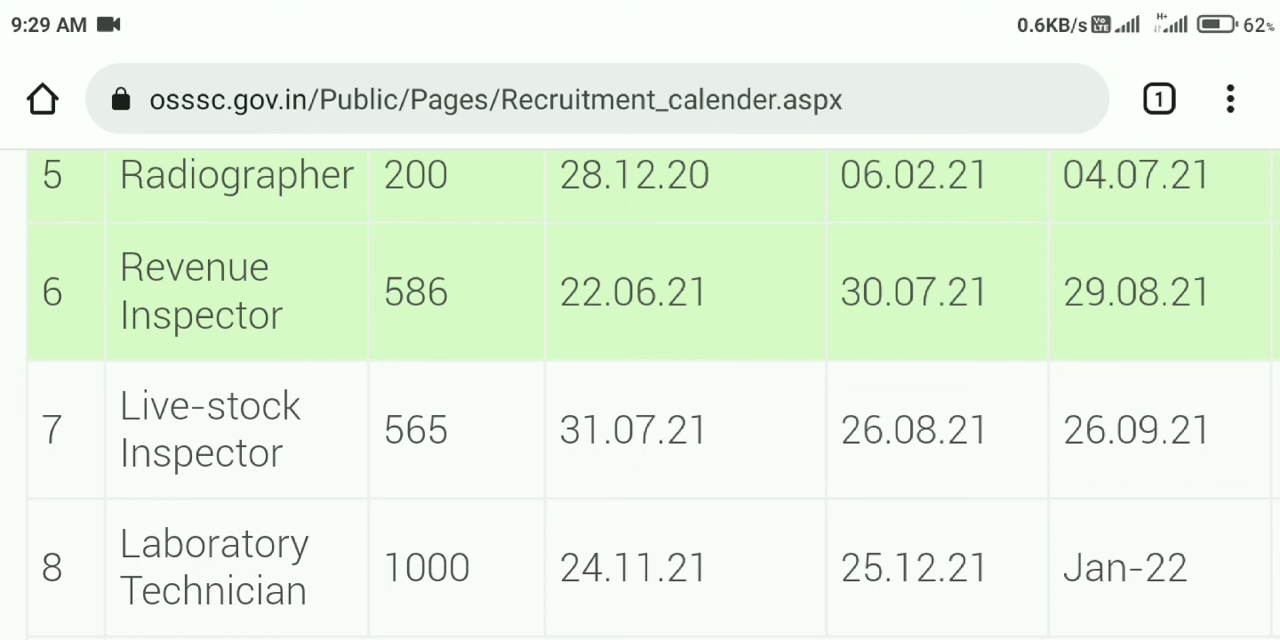 9:29 AM 0.6KB/s Vo LTE H+ 62%
osssc.gov.in/Public/Pages/Recruitment_calender.aspx 1
5 Radiographer 200 28.12.20 06.02.21 04.07.21
6 Revenue Inspector 586 22.06.21 30.07.21 29.08.21
7 Live-stock Inspector 565 31.07.21 26.08.21 26.09.21
8 Laboratory Technician 1000 24.11.21 25.12.21 Jan-22